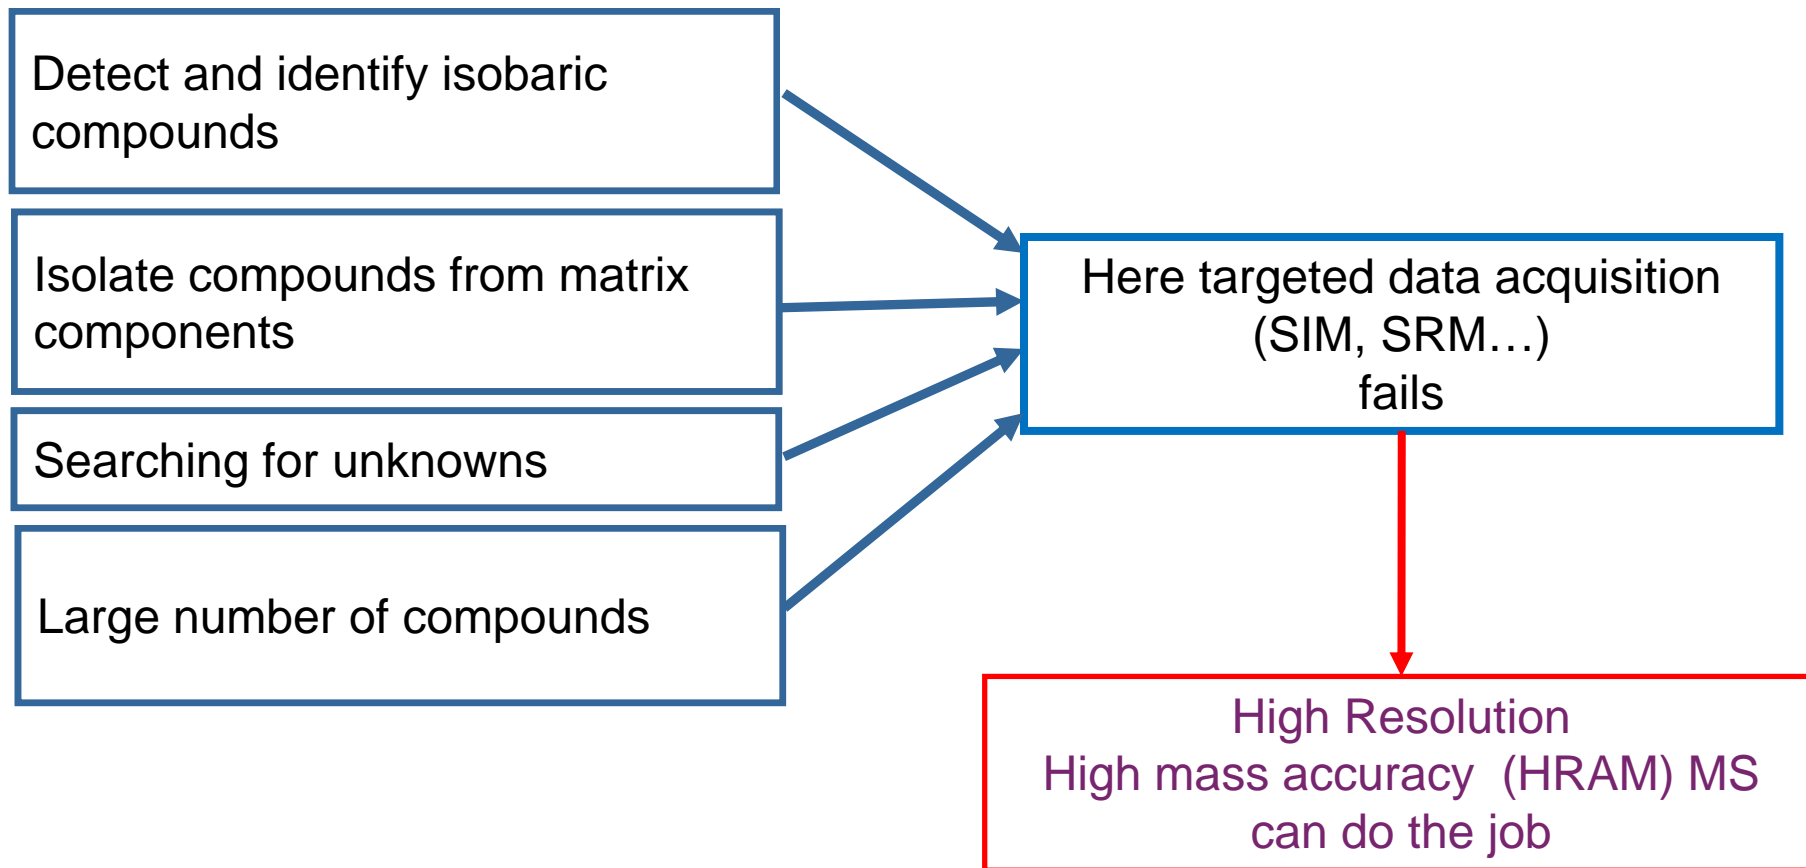 Detect and identify isobaric
compounds
Isolate compounds from matrix
components
Searching for unknowns
Large number of compounds
Here targeted data acquisition
(SIM, SRM…)
fails
High Resolution
High mass accuracy  (HRAM) MS
can do the job